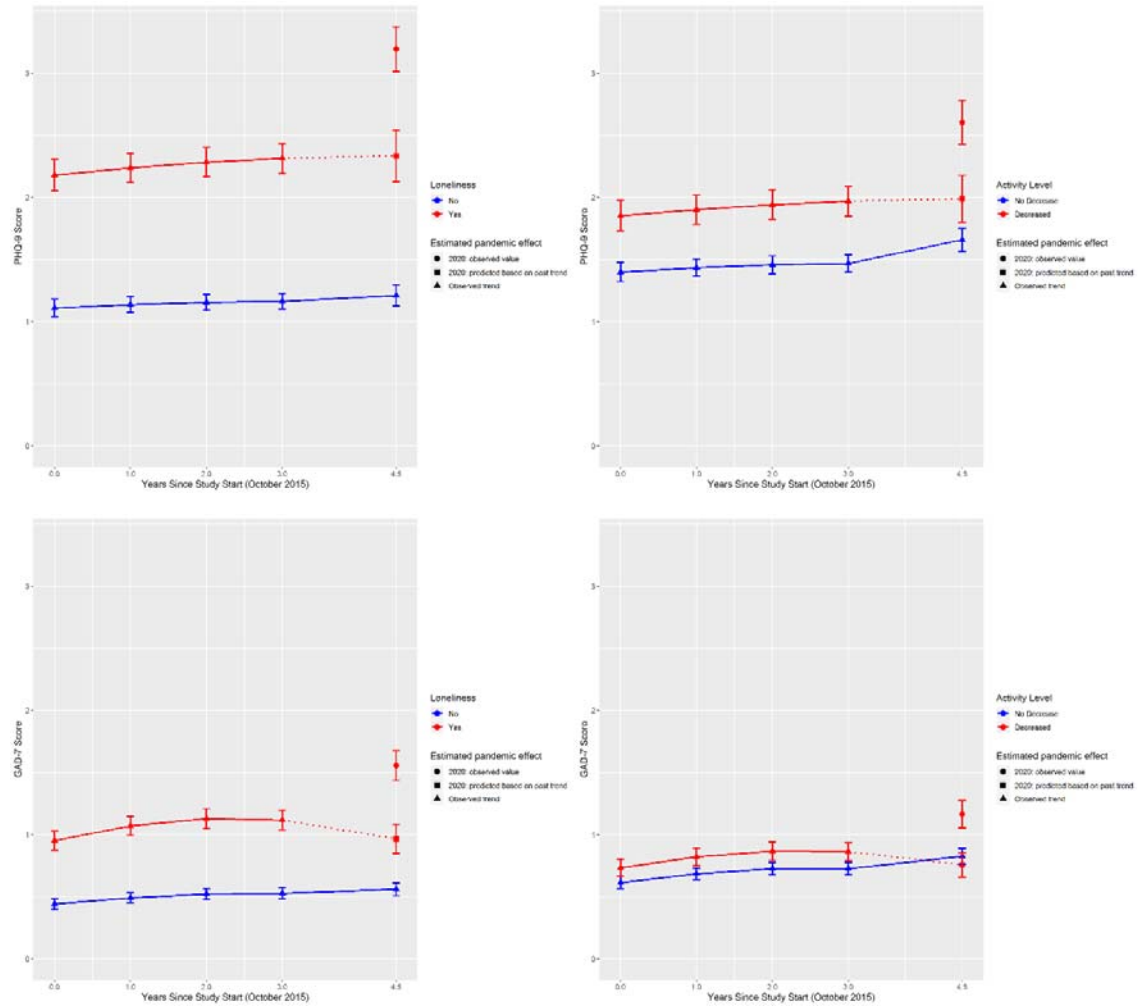 PHQ-9 Score
3
2
1
0
0.0 1.0 2.0 3.0 4.5
Years Since Study Start (October 2015)
Loneliness
No
Yes
Estimated pandemic effect
2020: observed value
2020: predicted based on past trend
Observed trend
PHQ-9 Score
3
2
1
0
0.0 1.0 2.0 3.0 4.5
Years Since Study Start (October 2015)
Activity Level
No Decrease
Decreased
Estimated pandemic effect
2020: observed value
2020: predicted based on past trend
Observed trend
GAD-7 Score
3
2
1
0
0.0 1.0 2.0 3.0 4.5
Years Since Study Start (October 2015)
Loneliness
No
Yes
Estimated pandemic effect
2020: observed value
2020: predicted based on past trend
Observed trend
GAD-7 Score
3
2
1
0
0.0 1.0 2.0 3.0 4.5
Years Since Study Start (October 2015)
Activity Level
No Decrease
Decreased
Estimated pandemic effect
2020: observed value
2020: predicted based on past trend
Observed trend